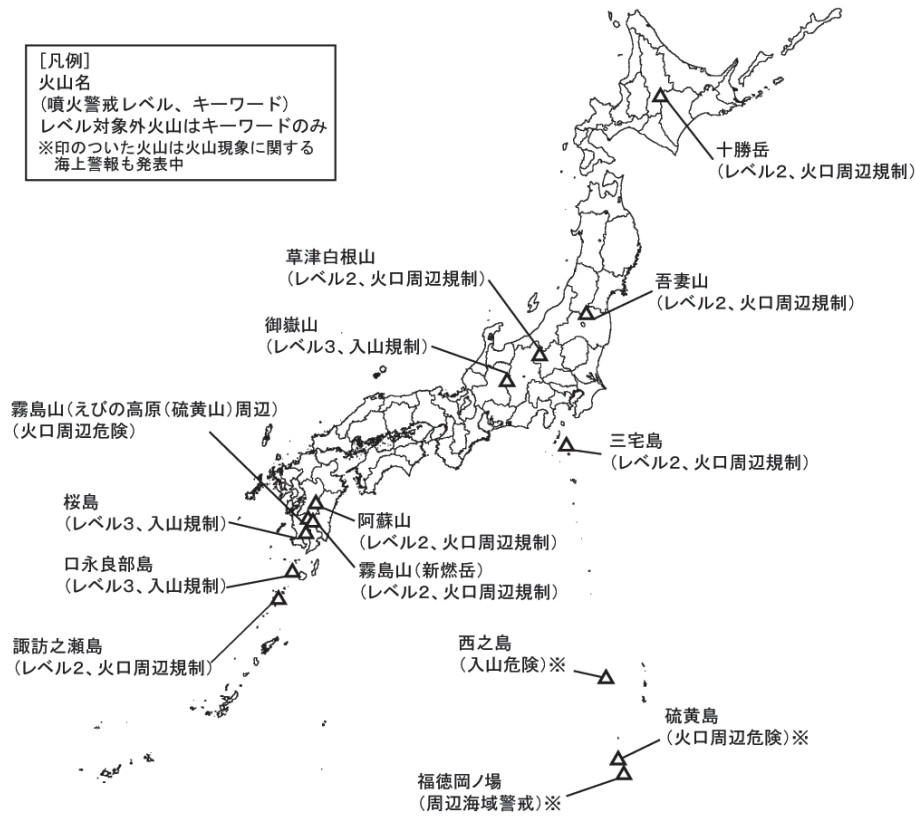 [凡例]
火山名
(噴火警戒レベル、キーワード)
レベル対象外火山はキーワードのみ
※印のついた火山は火山現象に関する
海上警報も発表中
十勝岳
(レベル2、火口周辺規制)
草津白根山
(レベル2、火口周辺規制)
吾妻山
(レベル2、火口周辺規制)
御嶽山
(レベル3、入山規制)
霧島山(えびの高原(硫黄山)周辺)
(火口周辺危険)
三宅島
(レベル2、火口周辺規制)
桜島
(レベル3、入山規制)
阿蘇山
(レベル2、火口周辺規制)
口永良部島
(レベル3、入山規制)
霧島山(新燃岳)
(レベル2、火口周辺規制)
諏訪之瀬島
(レベル2、火口周辺規制)
西之島
(入山危険)※
硫黄島
(火口周辺危険)※
福徳岡ノ場
(周辺海域警戒)※